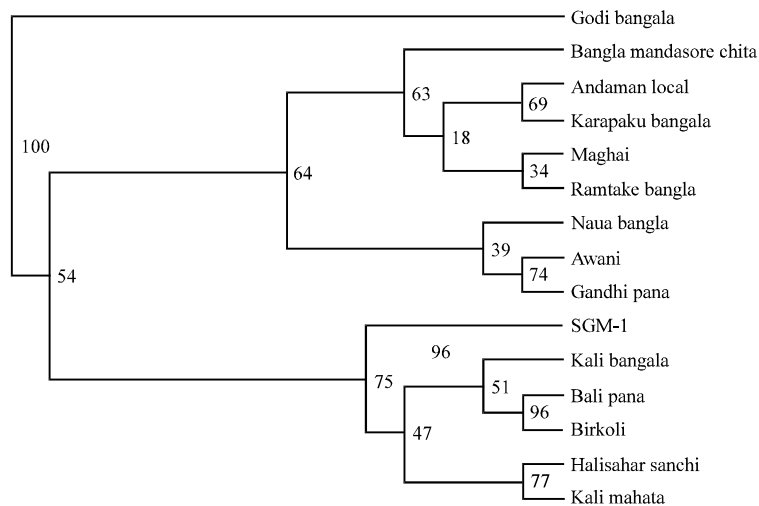 Godi bangala
Bangla mandasore chita
Andaman local
63
69
Karapaku bangala
18
100
Maghai
64
34
Ramtake bangla
Naua bangla
39
Awani
54
74
Gandhi pana
SGM-1
96
Kali bangala
75
51
Bali pana
96
47
Birkoli
Halisahar sanchi
77
Kali mahata